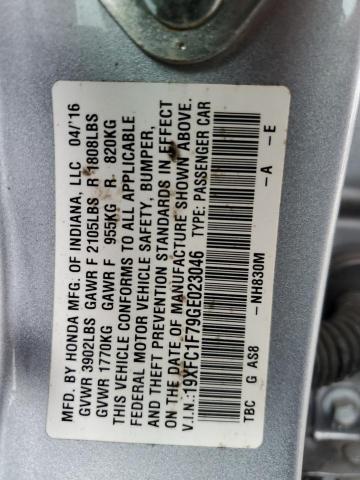 MFD. BY HONDA MFG. OF INDIANA, LLC 04/16
GVWR 3902LBS GAWR F 2105LBS R 1808LBS
GVWR 1770KG GAWR F 955KG R 820KG
THIS VEHICLE CONFORMS TO ALL APPLICABLE
FEDERAL MOTOR VEHICLE SAFETY, BUMPER,
AND THEFT PREVENTION STANDARDS IN EFFECT
ON THE DATE OF MANUFACTURE SHOWN ABOVE.
V.I.N.: 19XFC1F79GE023046 TYPE: PASSENGER CAR
TBC G AS8 -NH830M -A -E